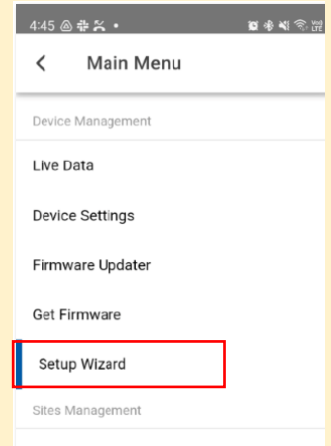 4:45
Main Menu
Device Management
Live Data
Device Settings
Firmware Updater
Get Firmware
Setup Wizard
Sites Management